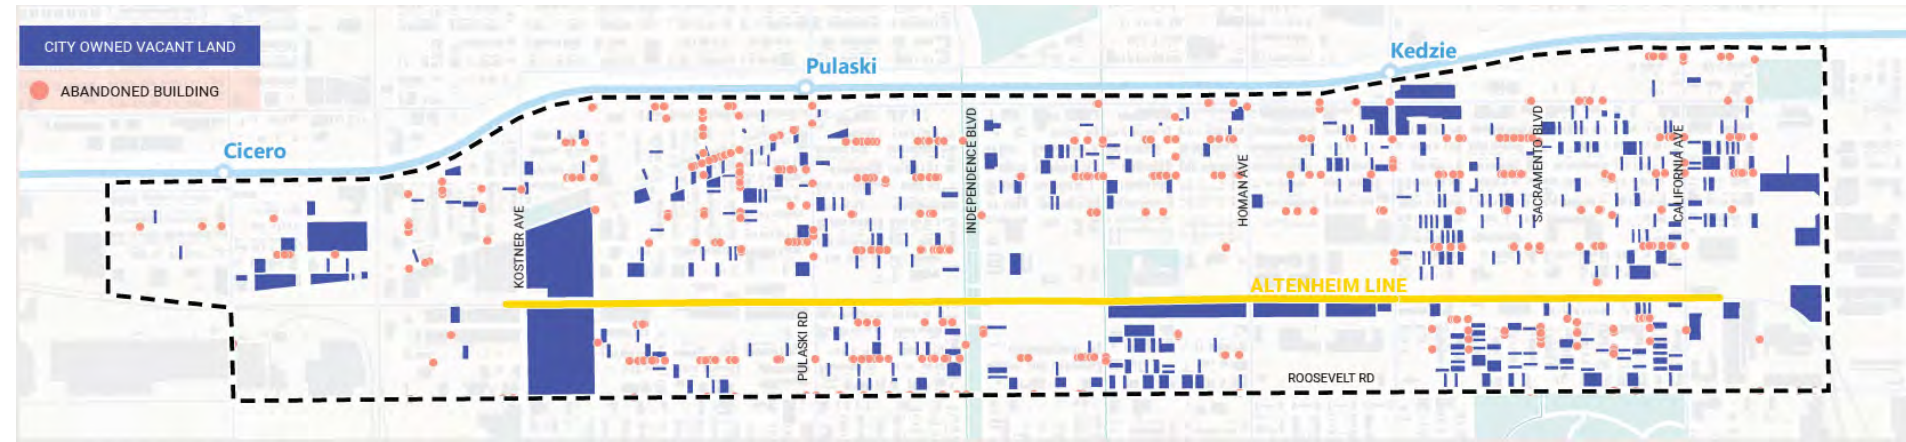 CITY OWNED VACANT LAND
ABANDONED BUILDING
Cicero
Pulaski
Kedzie
KOSTNER AVE
PULASKI RD
INDEPENDENCE BLVD
HOMAN AVE
SACRAMENTO BLVD
CALIFORNIA AVE
ALTENHEIM LINE
ROOSEVELT RD